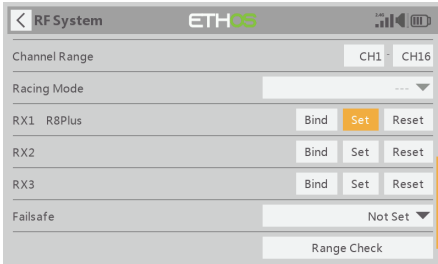 RF System ETHOS
Channel Range CH1 - CH16
Racing Mode ---
RX1 R8Plus Bind Set Reset
RX2 Bind Set Reset
RX3 Bind Set Reset
Failsafe Not Set
Range Check